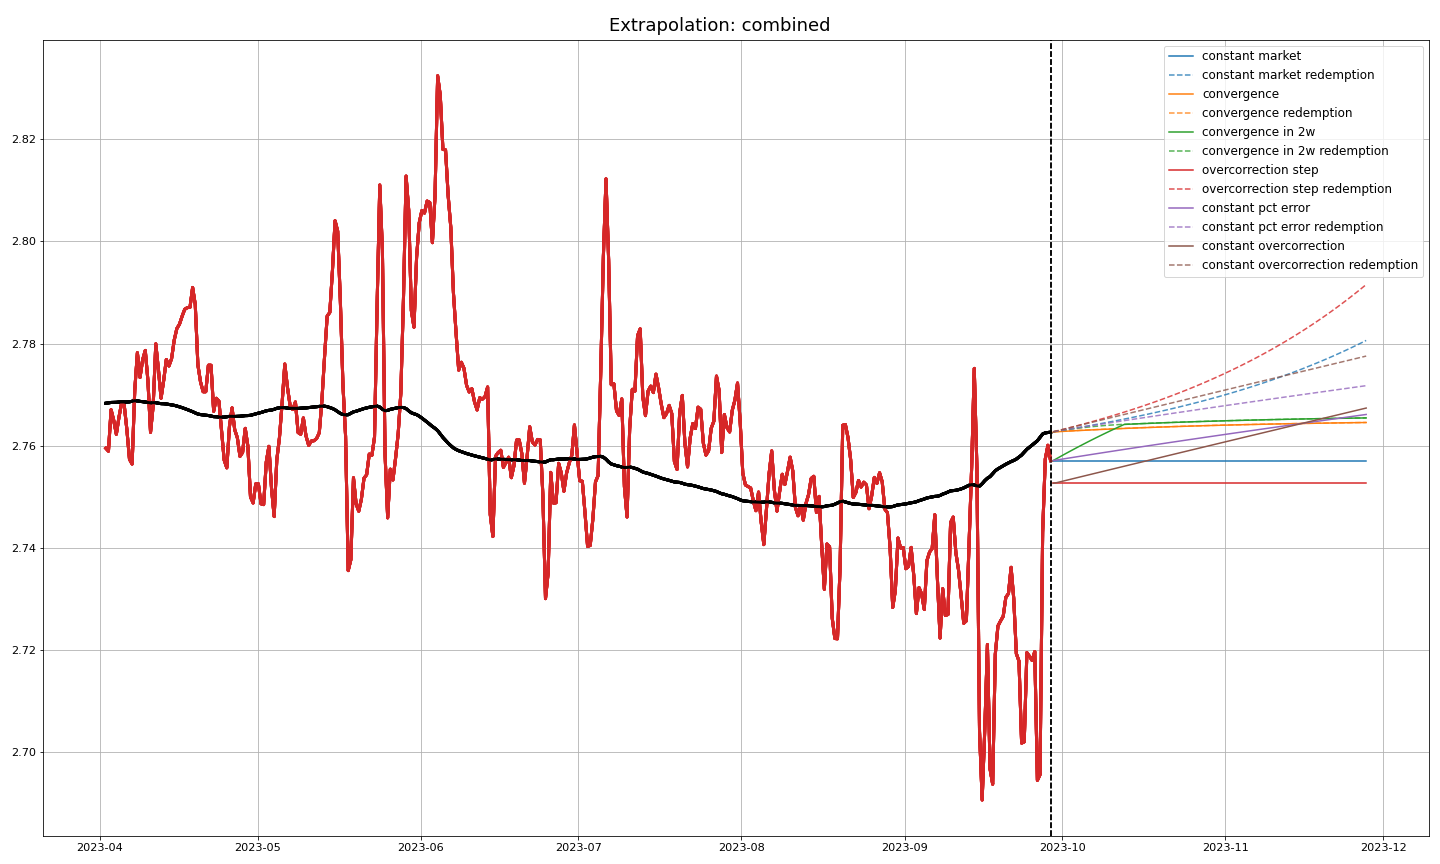 Extrapolation: combined
constant market
constant market redemption
convergence
convergence redemption
convergence in 2w
convergence in 2w redemption
overcorrection step
overcorrection step redemption
constant pct error
constant pct error redemption
constant overcorrection
constant overcorrection redemption
2.82
2.80
2.78
2.76
2.74
2.72
2.70
2023-04 2023-05 2023-06 2023-07 2023-08 2023-09 2023-10 2023-11 2023-12